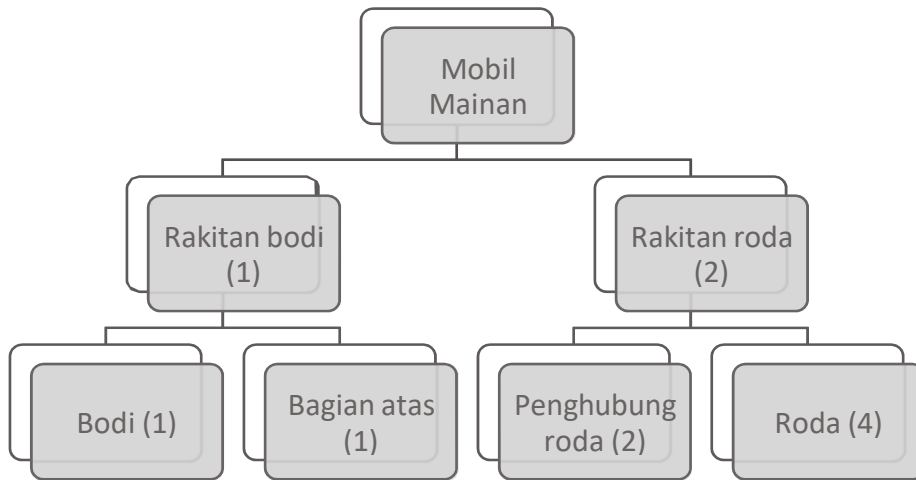 Mobil
Mainan
Rakitan bodi
(1)
Rakitan roda
(2)
Bodi (1)
Bagian atas
(1)
Penghubung
roda (2)
Roda (4)